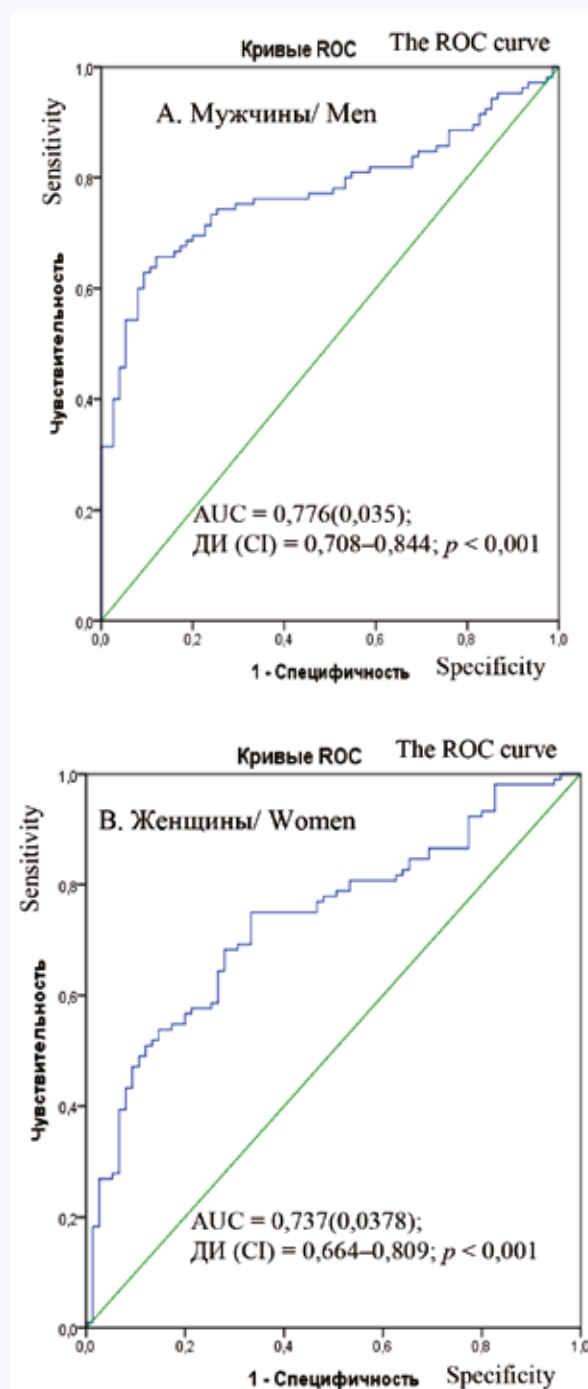 Кривые ROC The ROC curve
1,0
А. Мужчины/ Men
0,8
0,6
0,4
0,2
0,0
Sensitivity
Чувствительность
AUC = 0,776(0,035);
ДИ (CI) = 0,708–0,844; p < 0,001
0,0 0,2 0,4 0,6 0,8 1,0
1 - Специфичность Specificity
Кривые ROC The ROC curve
1,0
В. Женщины/ Women
0,8
0,6
0,4
0,2
0,0
Sensitivity
Чувствительность
AUC = 0,737(0,0378);
ДИ (CI) = 0,664–0,809; p < 0,001
0,0 0,2 0,4 0,6 0,8 1,0
1 - Специфичность Specificity